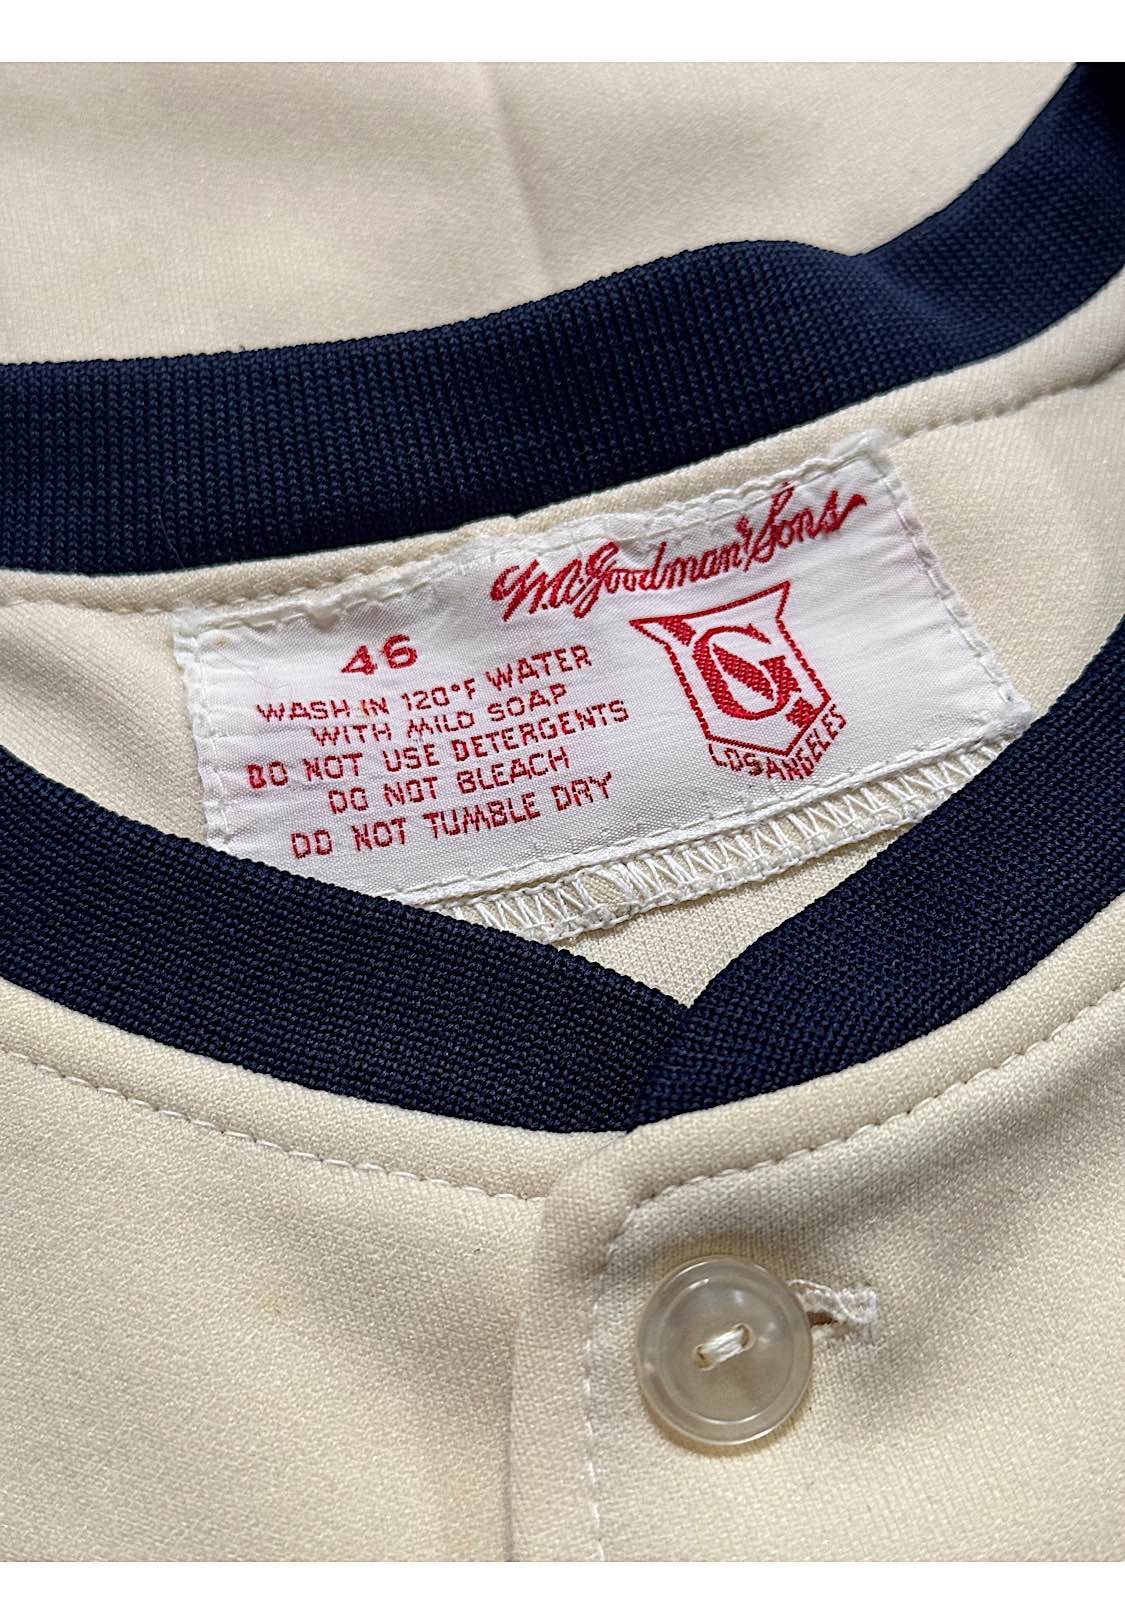 M.A. Goodman & Sons
46
WASH IN 120°F WATER
WITH MILD SOAP
DO NOT USE DETERGENTS
DO NOT BLEACH
DO NOT TUMBLE DRY
G
LOS ANGELES